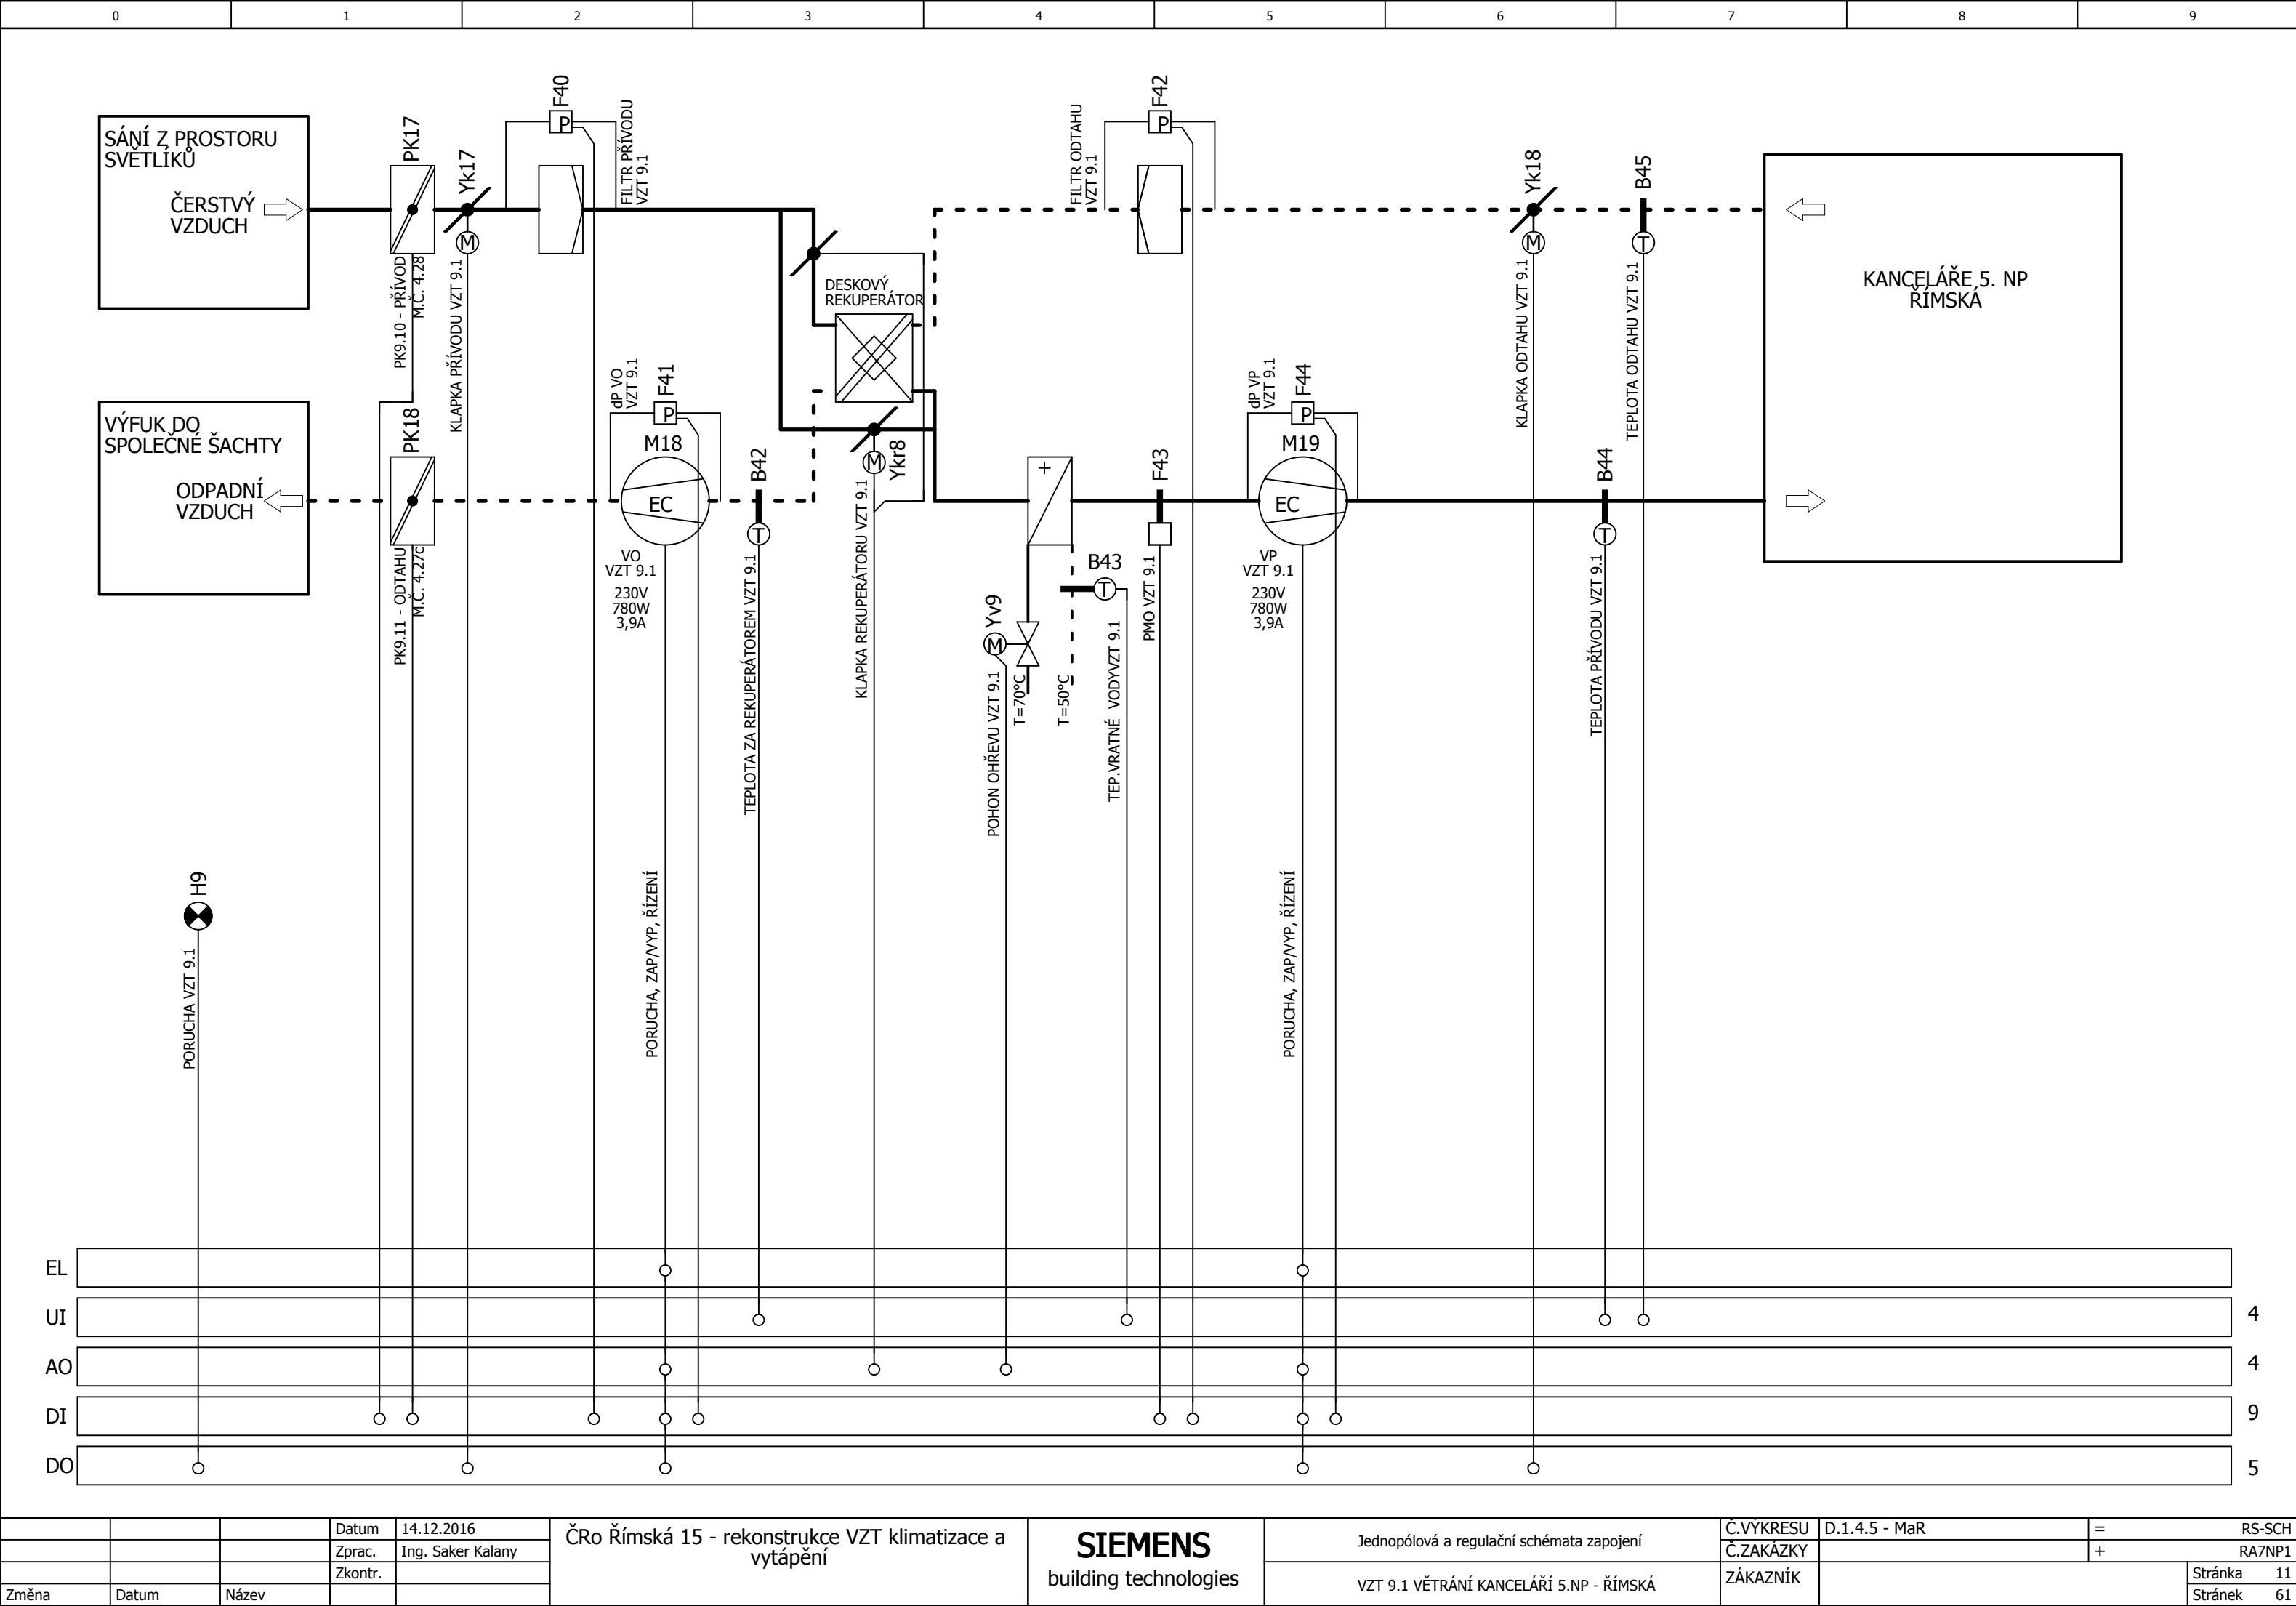 0 1 2 3 4 5 6 7 8 9
SÁNÍ Z PROSTORU
SVĚTLÍKŮ
ČERSTVÝ
VZDUCH
PK17
PK9.10 - PŘÍVOD
M.Č. 4.28
Yk17
M
KLAPKA PŘÍVODU VZT 9.1
F40
P
FILTR PŘÍVODU
VZT 9.1
DESKOVÝ
REKUPERÁTOR
F42
P
FILTR ODTAHU
VZT 9.1
Yk18
M
KLAPKA ODTAHU VZT 9.1
B45
T
TEPLOTA ODTAHU VZT 9.1
KANCELÁŘE 5. NP
ŘÍMSKÁ
VÝFUK DO
SPOLEČNÉ ŠACHTY
ODPADNÍ
VZDUCH
PK18
PK9.11 - ODTAHU
M.Č. 4.27c
dP VO
VZT 9.1
F41
P
M18
EC
VO
VZT 9.1
230V
780W
3,9A
B42
T
TEPLOTA ZA REKUPERÁTOREM VZT 9.1
M
Ykr8
KLAPKA REKUPERÁTORU VZT 9.1
+
Yv9
M
POHON OHŘEVU VZT 9.1
T=70°C
T=50°C
B43
T
TEP.VRATNÉ  VODYVZT 9.1
F43
PMO VZT 9.1
dP VP
VZT 9.1
F44
P
M19
EC
VP
VZT 9.1
230V
780W
3,9A
B44
T
TEPLOTA PŘÍVODU VZT 9.1
H9
PORUCHA VZT 9.1
PORUCHA, ZAP/VYP, ŘÍZENÍ
PORUCHA, ZAP/VYP, ŘÍZENÍ
EL
UI 4
AO 4
DI 9
DO 5
Změna Datum Název
Datum 14.12.2016
Zprac. Ing. Saker Kalany
Zkontr.
ČRo Římská 15 - rekonstrukce VZT klimatizace a
vytápění
SIEMENS
building technologies
Jednopólová a regulační schémata zapojení
VZT 9.1 VĚTRÁNÍ KANCELÁŘÍ 5.NP - ŘÍMSKÁ
Č.VÝKRESU D.1.4.5 - MaR
Č.ZAKÁZKY
ZÁKAZNÍK
= RS-SCH
+ RA7NP1
Stránka 11
Stránek 61